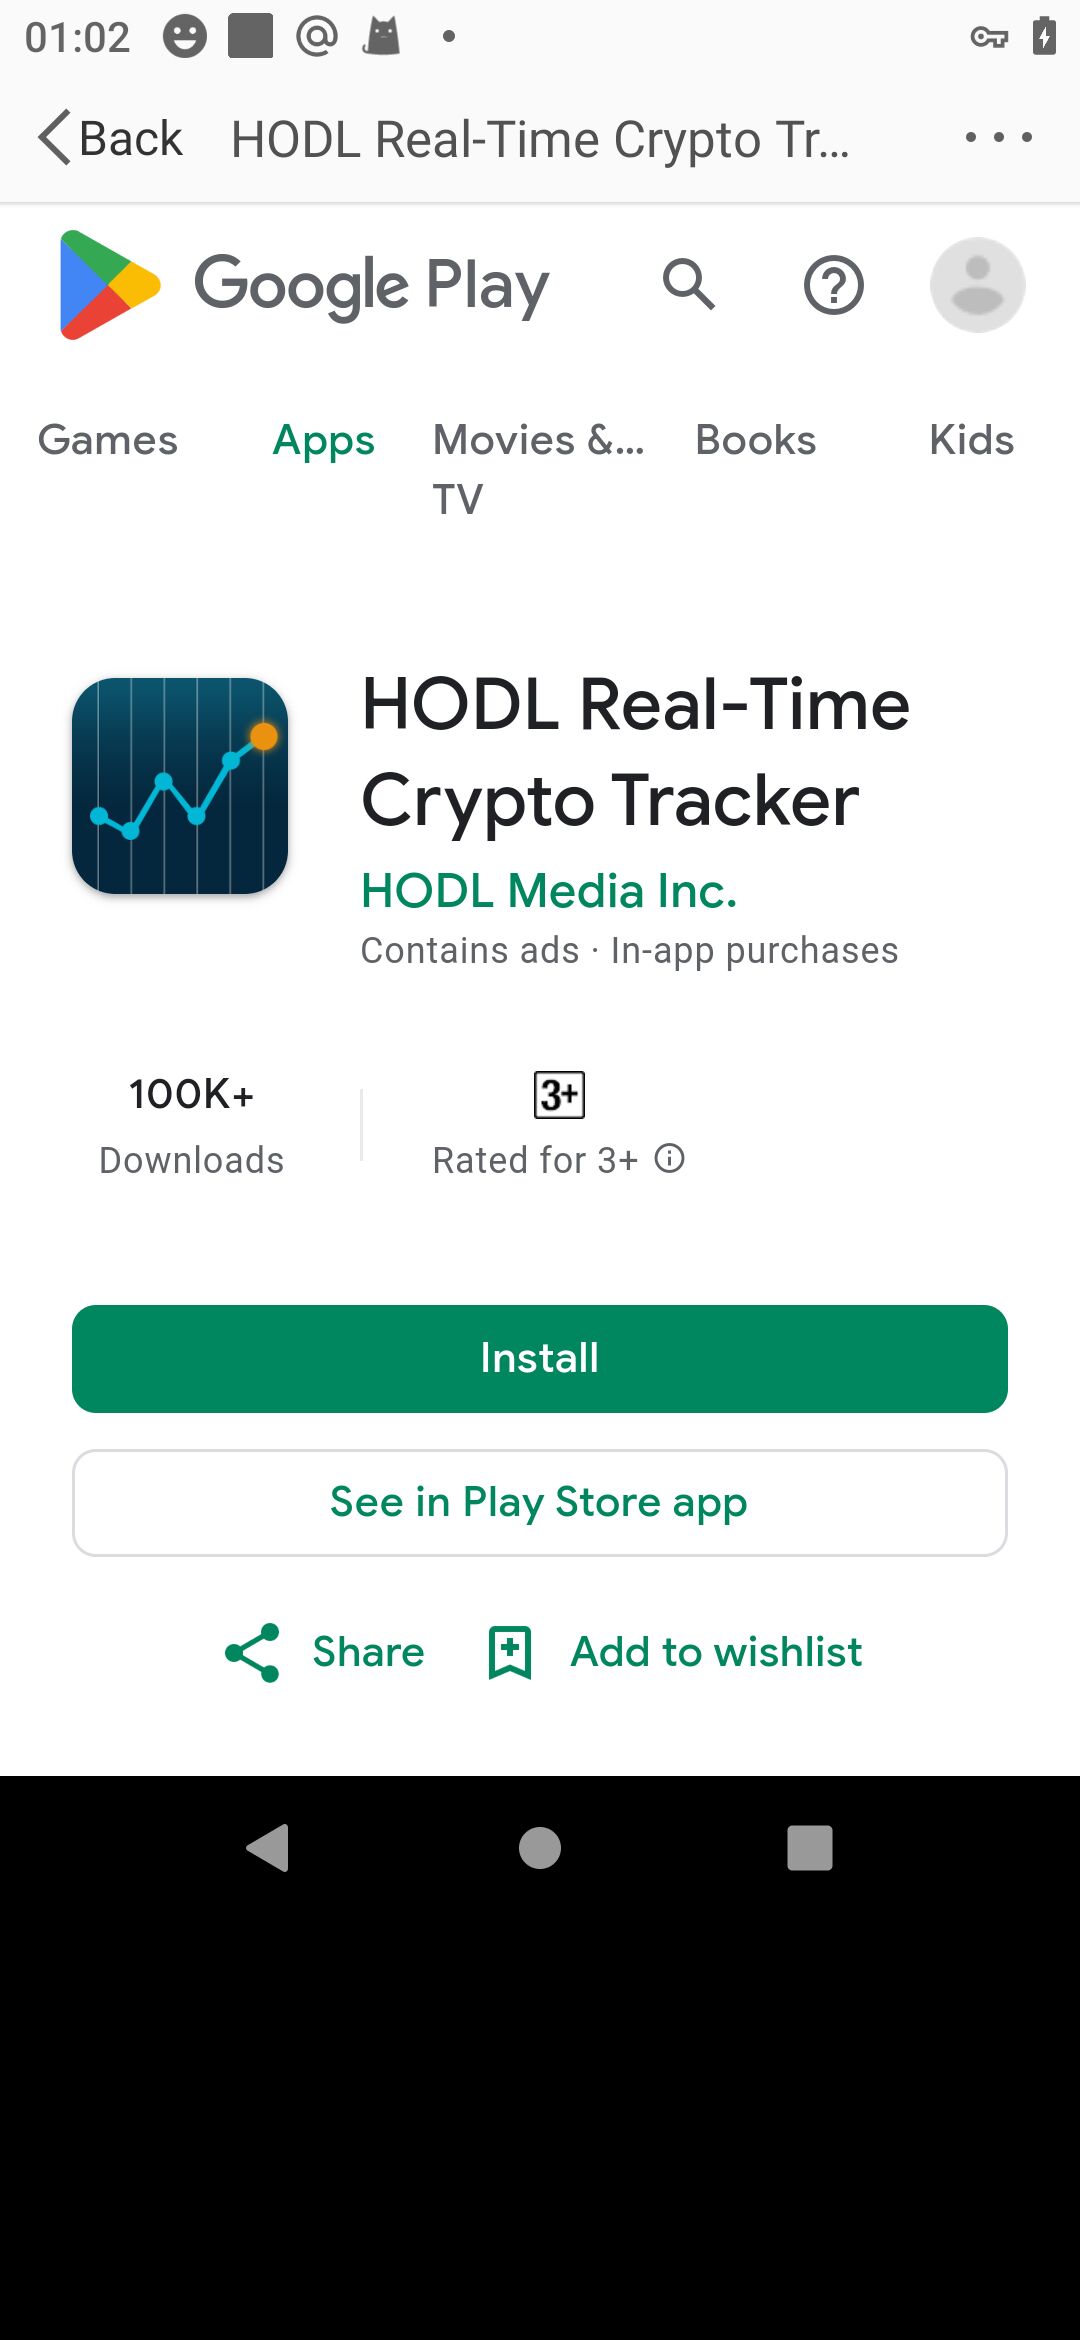 01:02
Back HODL Real-Time Crypto Tr...
Google Play
Games Apps Movies &... Books Kids
TV
HODL Real-Time
Crypto Tracker
HODL Media Inc.
Contains ads · In-app purchases
100K+
Downloads
3+
Rated for 3+
Install
See in Play Store app
Share Add to wishlist